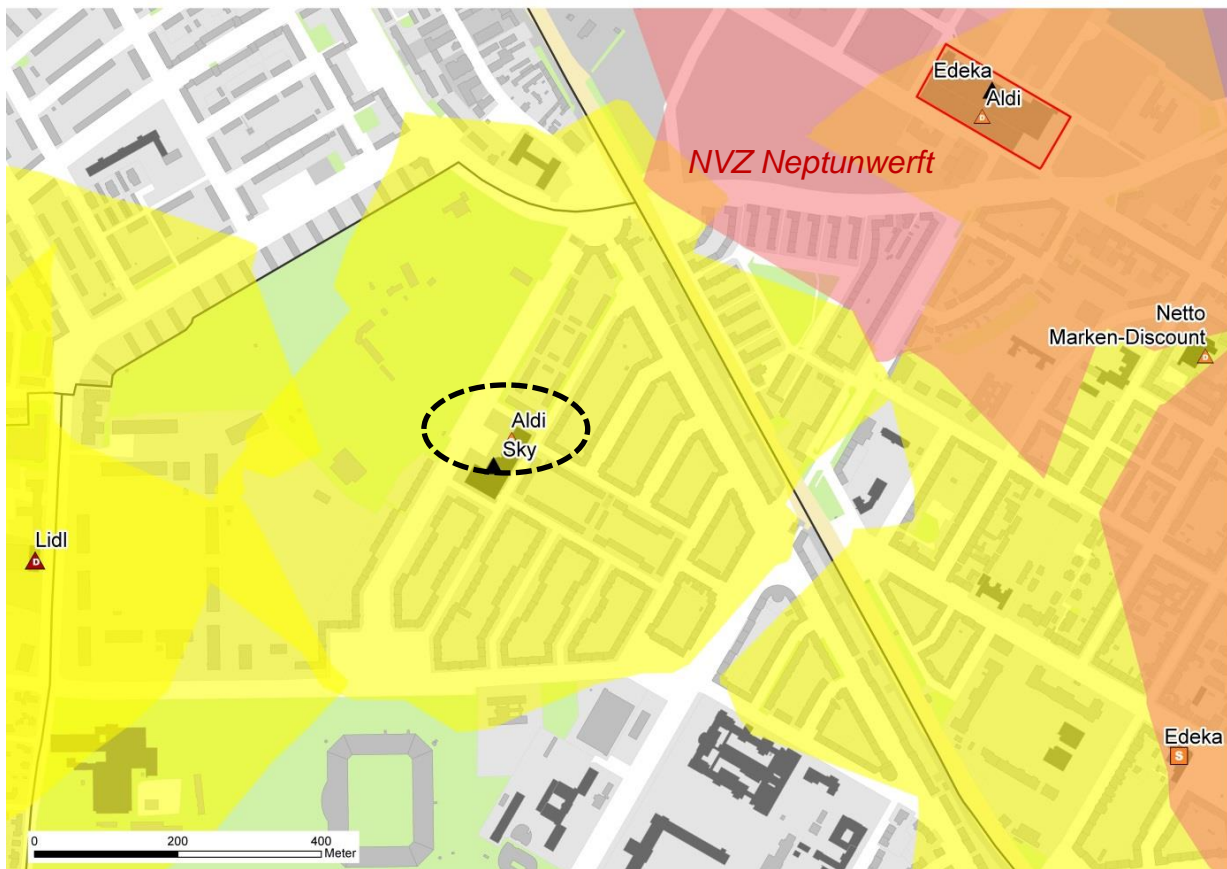 Edeka
Aldi
NVZ Neptunwerft
Netto
Marken-Discount
Aldi
Sky
Lidl
Edeka
D
D
D
D
S
0 200 400
Meter